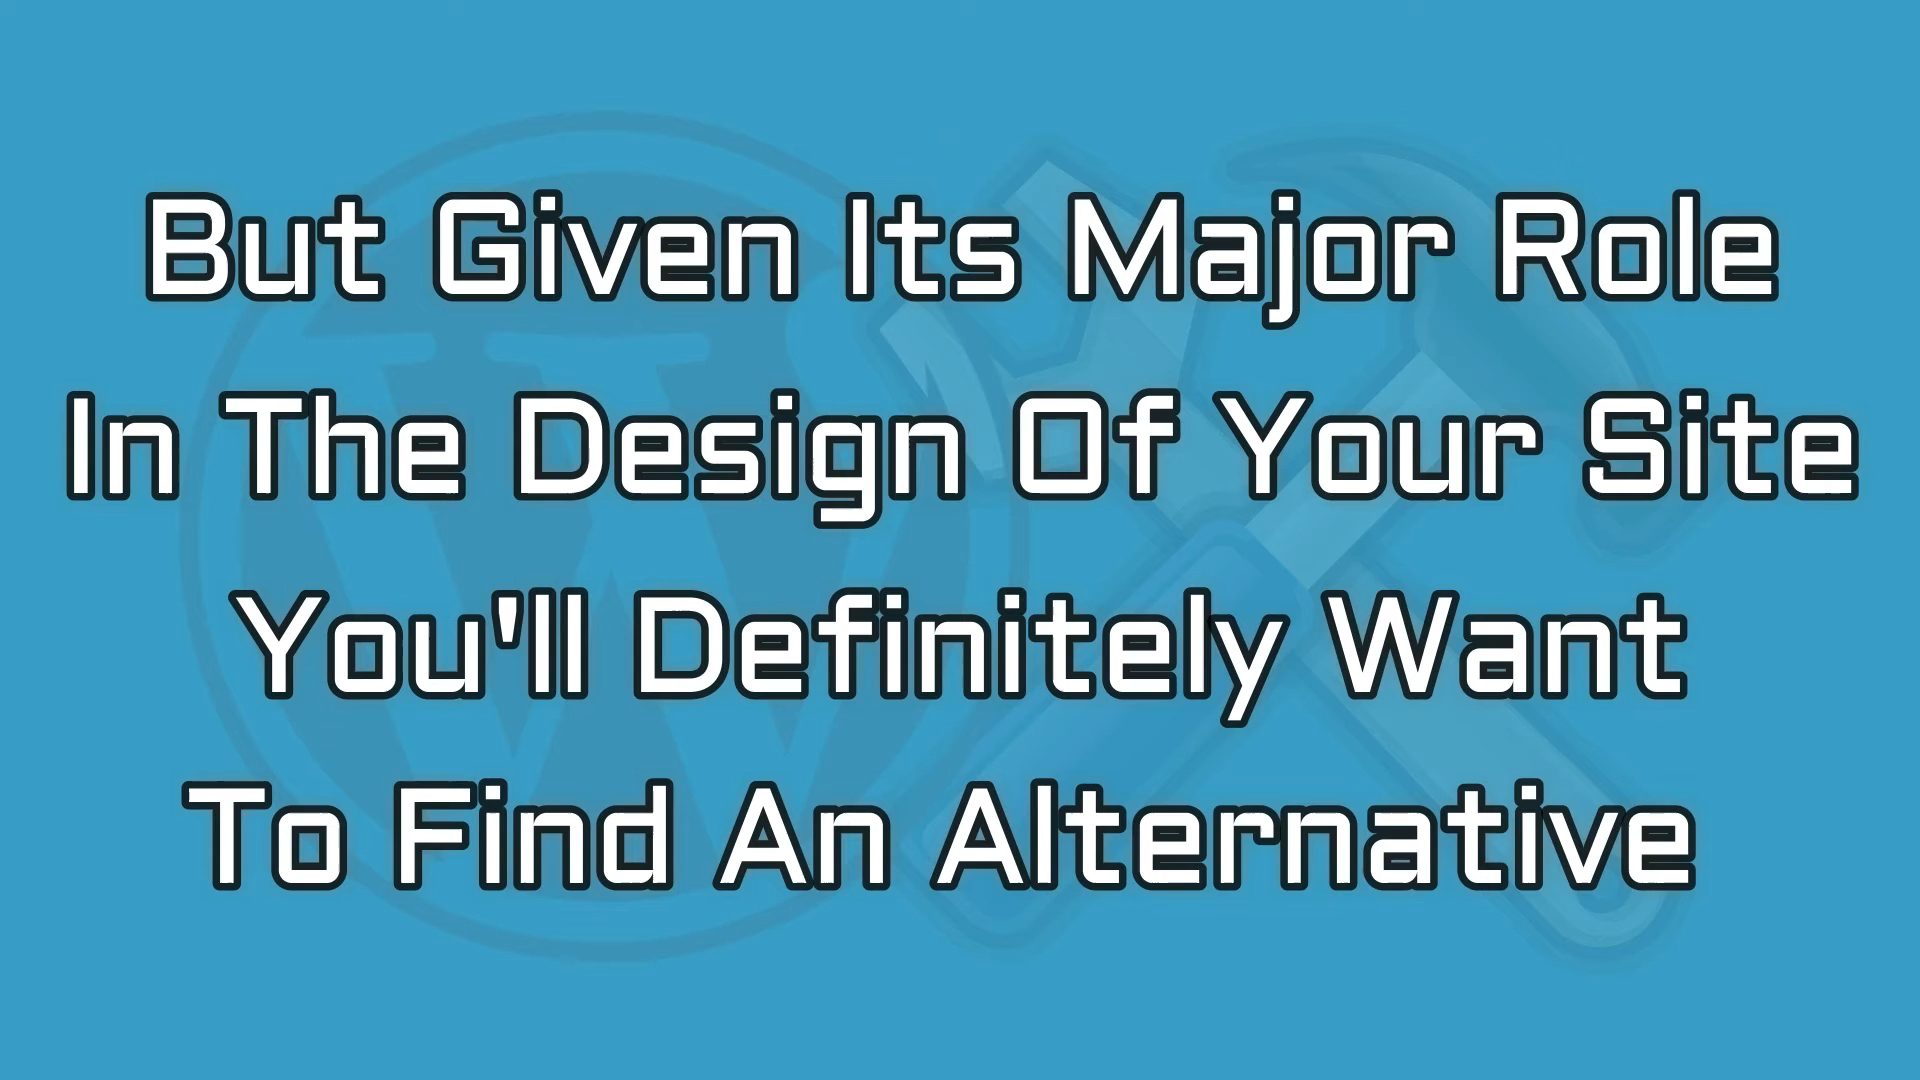 But Given Its Major Role
In The Design Of Your Site
You'll Definitely Want
To Find An Alternative